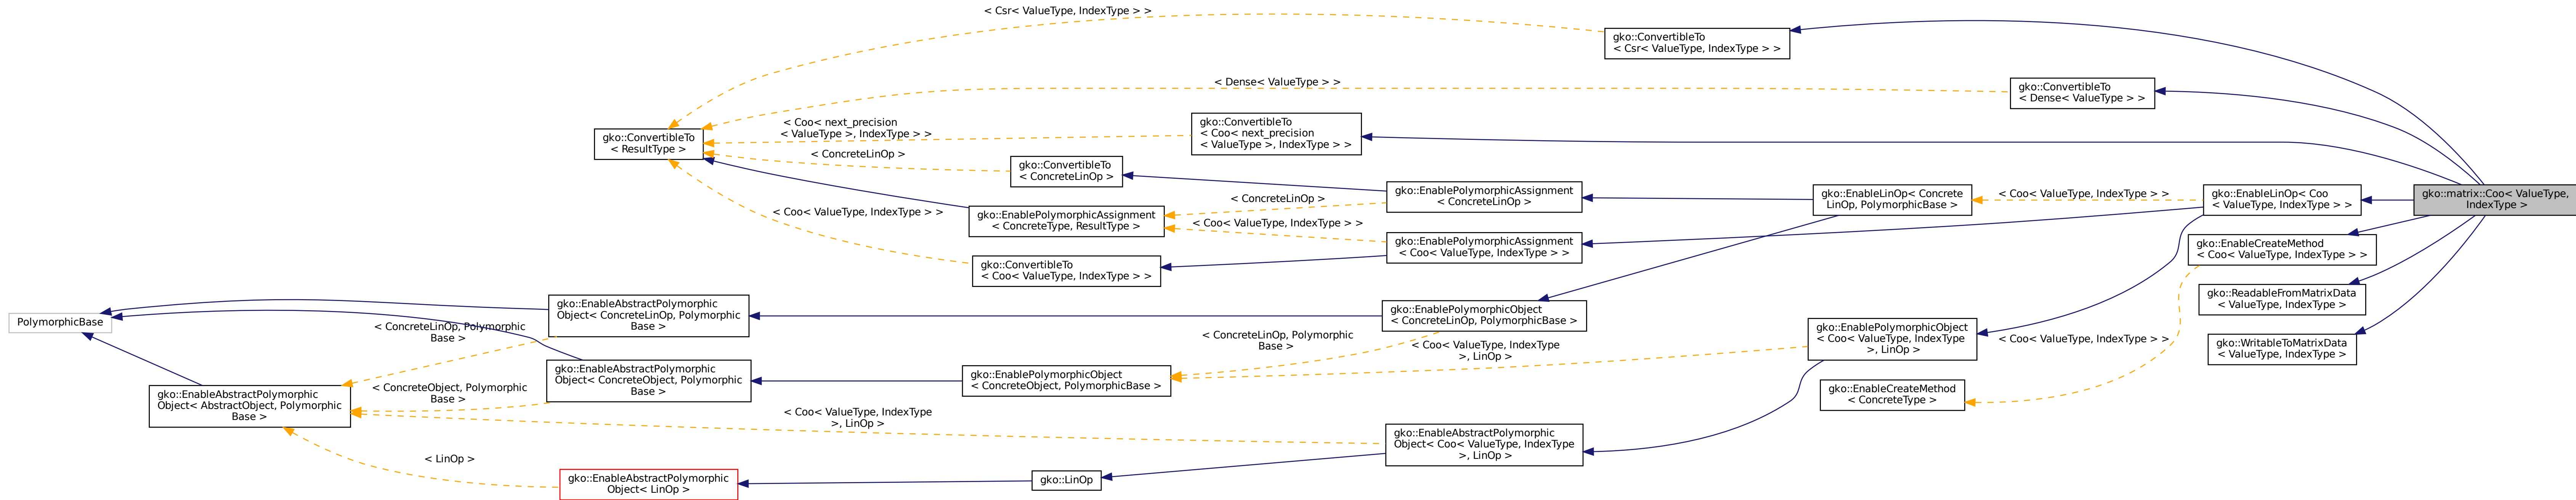 < Csr< ValueType, IndexType > >
gko::ConvertibleTo
< Csr< ValueType, IndexType > >
< Dense< ValueType > >
gko::ConvertibleTo
< Dense< ValueType > >
gko::ConvertibleTo
< ResultType >
< Coo< next_precision
< ValueType >, IndexType > >
gko::ConvertibleTo
< Coo< next_precision
< ValueType >, IndexType > >
< ConcreteLinOp >
gko::ConvertibleTo
< ConcreteLinOp >
gko::EnablePolymorphicAssignment
< ConcreteLinOp >
gko::EnableLinOp< Concrete
LinOp, PolymorphicBase >
< Coo< ValueType, IndexType > >
gko::EnableLinOp< Coo
< ValueType, IndexType > >
gko::matrix::Coo< ValueType,
IndexType >
< Coo< ValueType, IndexType > >
gko::EnablePolymorphicAssignment
< ConcreteType, ResultType >
< ConcreteLinOp >
< Coo< ValueType, IndexType > >
gko::EnablePolymorphicAssignment
< Coo< ValueType, IndexType > >
gko::EnableCreateMethod
< Coo< ValueType, IndexType > >
gko::ConvertibleTo
< Coo< ValueType, IndexType > >
gko::ReadableFromMatrixData
< ValueType, IndexType >
PolymorphicBase
gko::EnableAbstractPolymorphic
Object< ConcreteLinOp, Polymorphic
Base >
gko::EnablePolymorphicObject
< ConcreteLinOp, PolymorphicBase >
< ConcreteLinOp, Polymorphic
Base >
< ConcreteLinOp, Polymorphic
Base >
< Coo< ValueType, IndexType
>, LinOp >
gko::EnablePolymorphicObject
< Coo< ValueType, IndexType
>, LinOp >
< Coo< ValueType, IndexType > >
gko::WritableToMatrixData
< ValueType, IndexType >
gko::EnableAbstractPolymorphic
Object< AbstractObject, Polymorphic
Base >
< ConcreteObject, Polymorphic
Base >
gko::EnableAbstractPolymorphic
Object< ConcreteObject, Polymorphic
Base >
gko::EnablePolymorphicObject
< ConcreteObject, PolymorphicBase >
gko::EnableCreateMethod
< ConcreteType >
< Coo< ValueType, IndexType
>, LinOp >
gko::EnableAbstractPolymorphic
Object< Coo< ValueType, IndexType
>, LinOp >
< LinOp >
gko::EnableAbstractPolymorphic
Object< LinOp >
gko::LinOp